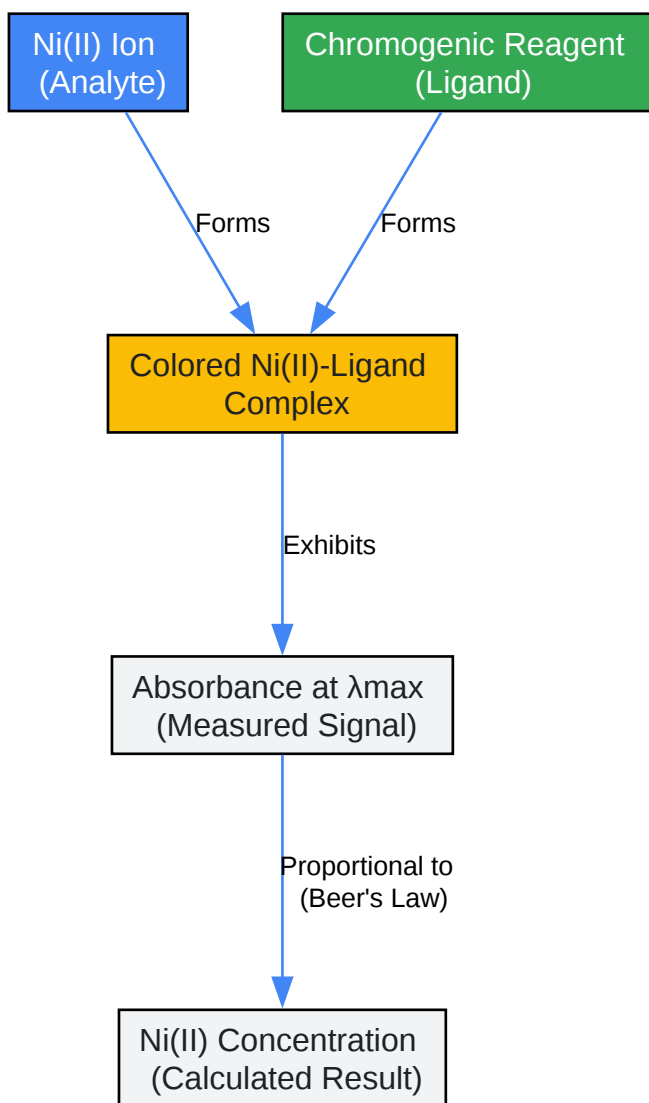 Ni(II) Ion
(Analyte)
Chromogenic Reagent
(Ligand)
Forms
Forms
Colored Ni(II)-Ligand
Complex
Exhibits
Absorbance at λmax
(Measured Signal)
Proportional to
(Beer's Law)
Ni(II) Concentration
(Calculated Result)